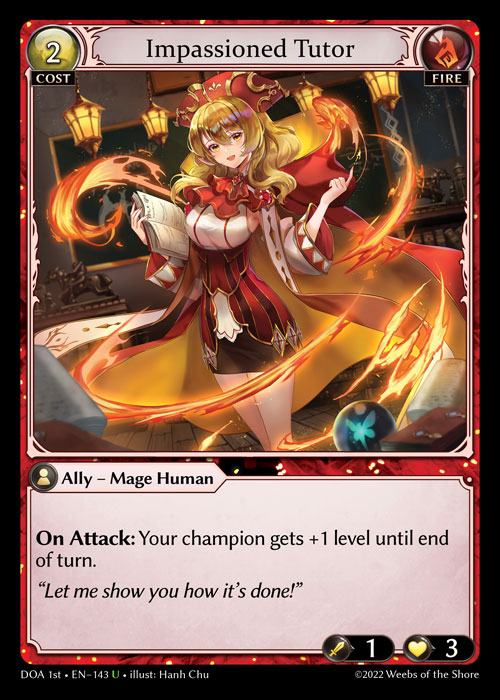 2
Impassioned Tutor
COST
FIRE
Ally – Mage Human
On Attack: Your champion gets +1 level until end
of turn.
“Let me show you how it’s done!”
1
3
DOA 1st • EN–143 U • illust: Hanh Chu
©2022 Weebs of the Shore